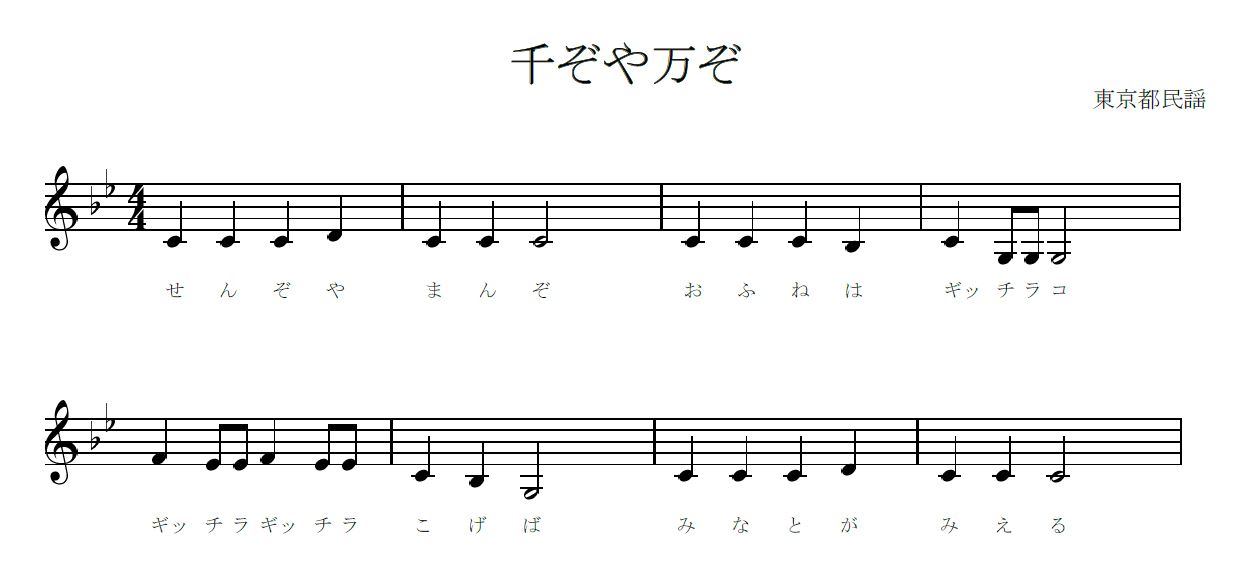 千ぞや万ぞ
東京都民謡
4
4
せ ん ぞ や ま ん ぞ お ふ ね は ギッ チ ラ コ
ギッ チ ラ ギッ チ ラ こ げ ば み な と が み え る